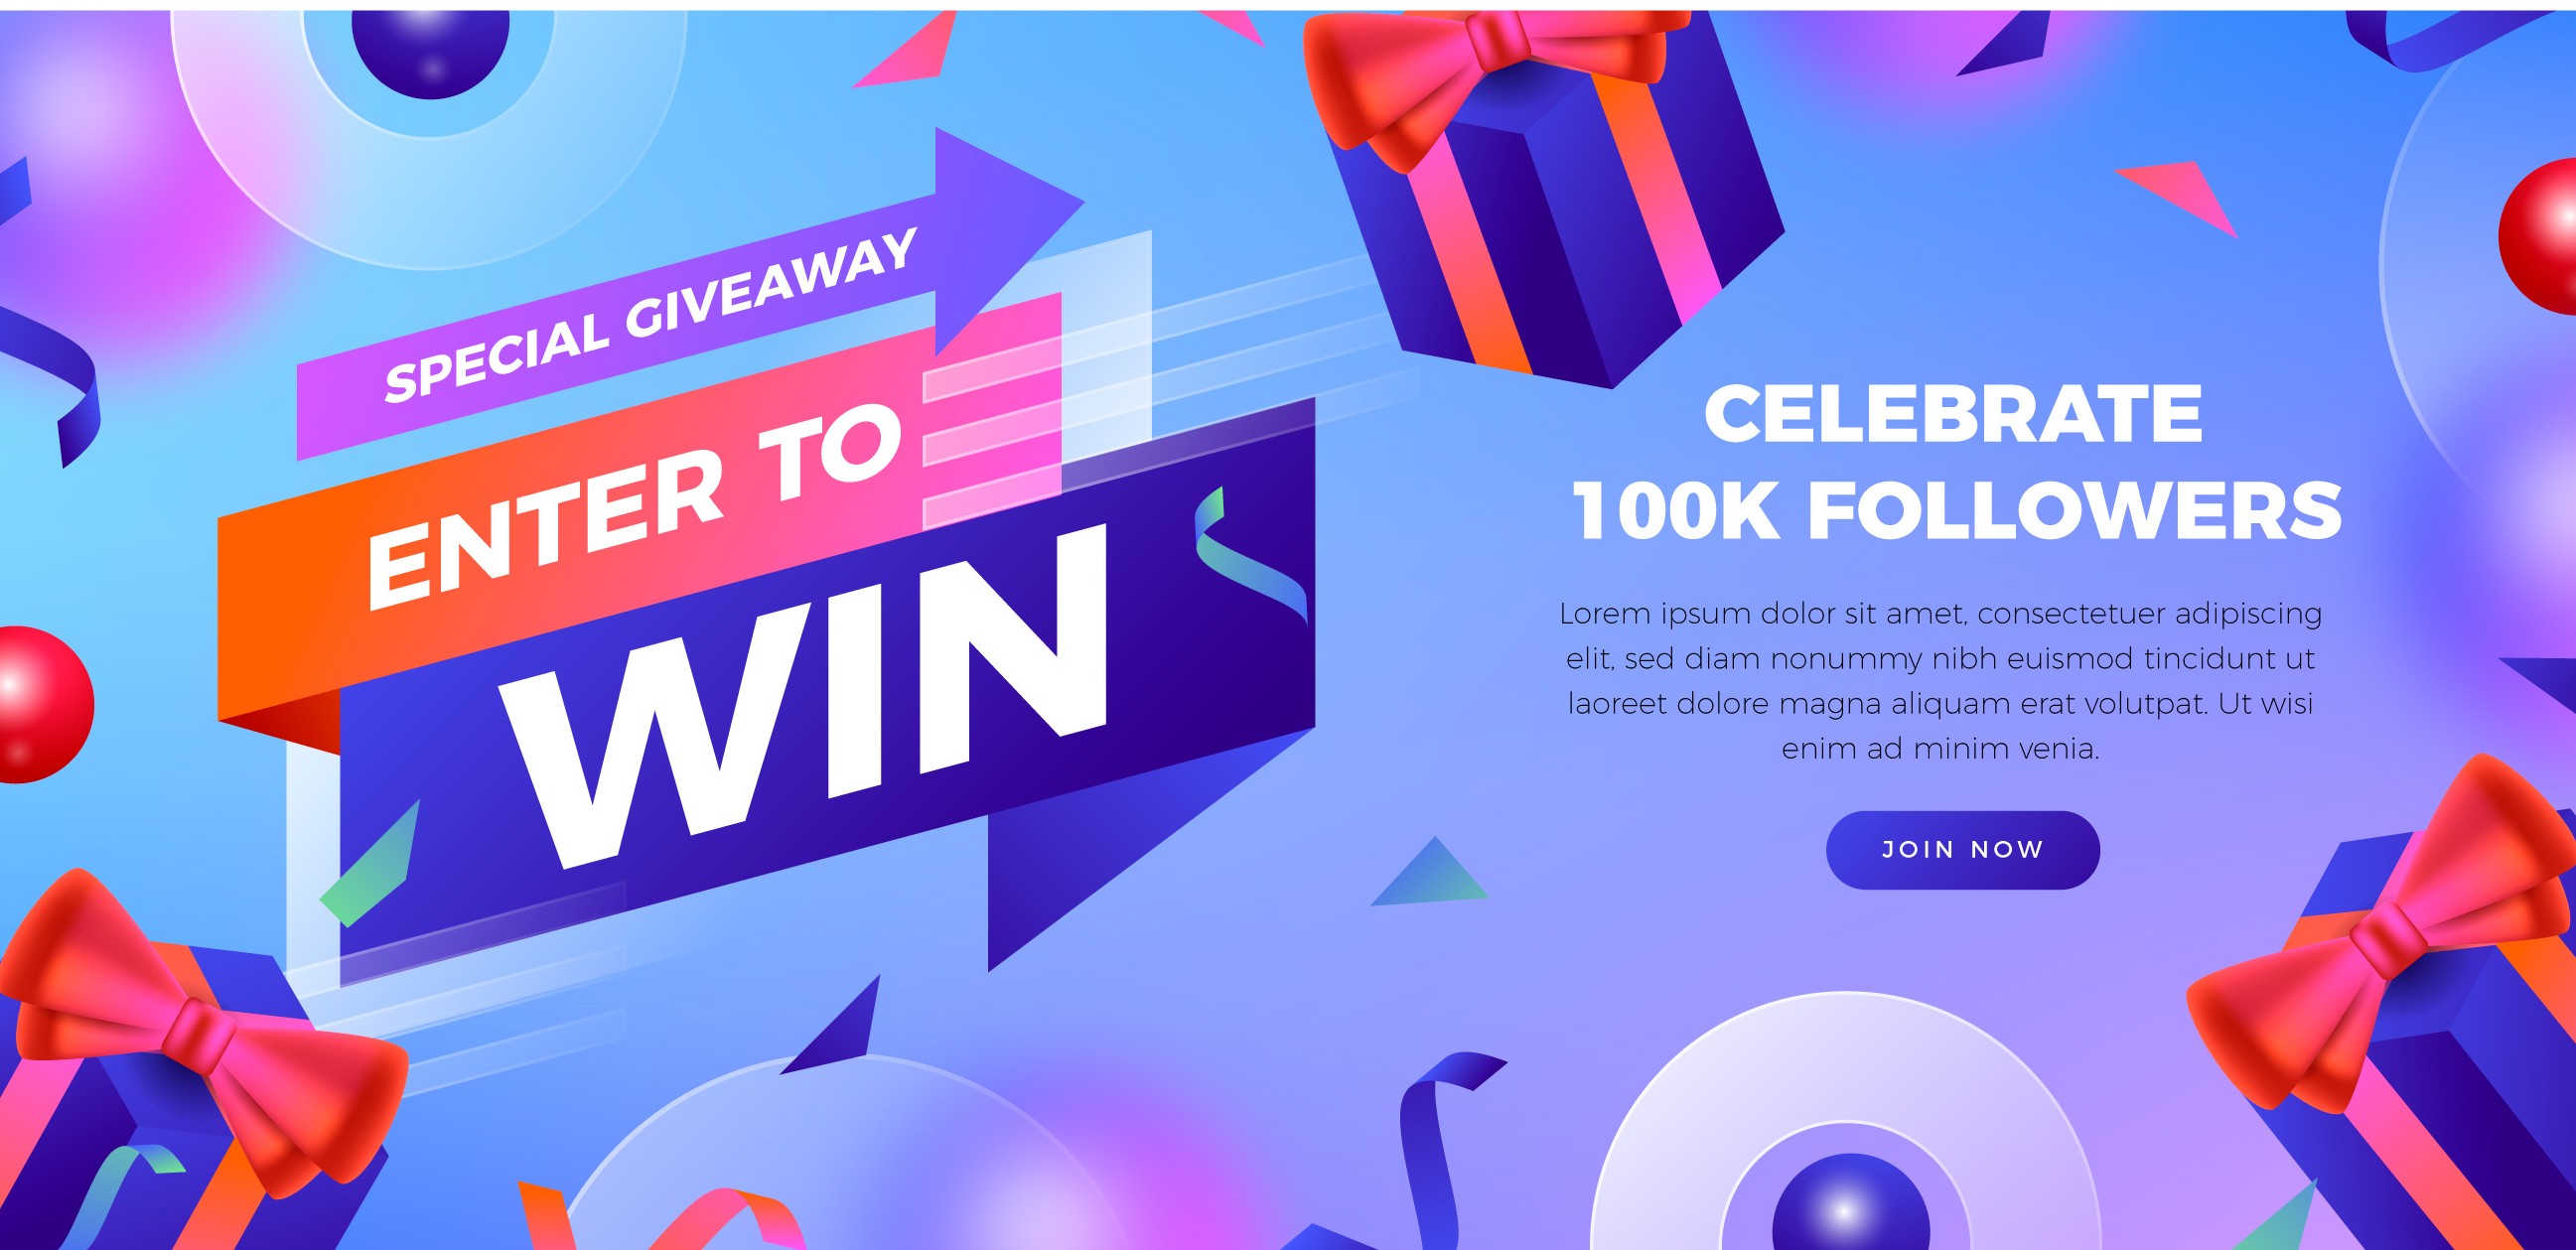 SPECIAL GIVEAWAY
ENTER TO
WIN
CELEBRATE
100K FOLLOWERS
Lorem ipsum dolor sit amet, consectetuer adipiscing
elit, sed diam nonummy nibh euismod tincidunt ut
laoreet dolore magna aliquam erat volutpat. Ut wisi
enim ad minim venia.
JOIN NOW